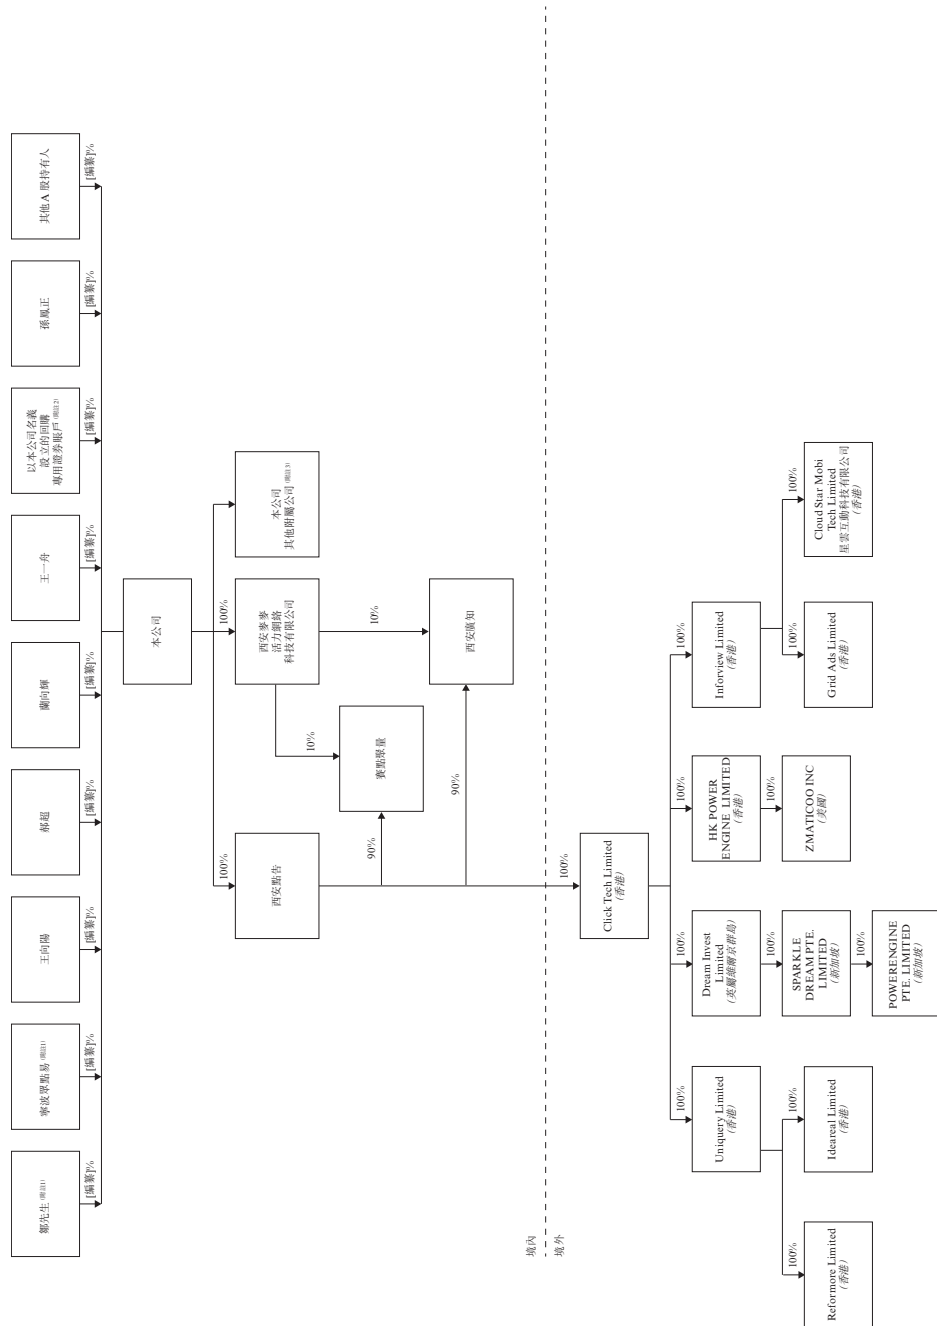 鄒先生(附註1)
寧波眾點易(附註1)
王向陽
郝超
蘭向輝
王一舟
以本公司名義
設立的回購
專用證券賬戶(附註2)
孫鳳正
其他A股持有人
[編纂]%
[編纂]%
[編纂]%
[編纂]%
[編纂]%
[編纂]%
[編纂]%
[編纂]%
[編纂]%
本公司
100%
100%
西安點告
西安麥麥
活力網絡
科技有限公司
本公司
其他附屬公司(附註3)
10%
90%
賽點聚量
10%
90%
西安廣知
境內
境外
100%
Click Tech Limited
(香港)
100%
100%
100%
100%
Uniquery Limited
(香港)
Dream Invest
Limited
(英屬維爾京群島)
HK POWER
ENGINE LIMITED
(香港)
Inforview Limited
(香港)
100%
100%
100%
100%
100%
100%
Reformore Limited
(香港)
Ideareal Limited
(香港)
SPARKLE
DREAM PTE.
LIMITED
(新加坡)
ZMATICOO INC
(美國)
Grid Ads Limited
(香港)
Cloud Star Mobi
Tech Limited
星雲互動科技有限公司
(香港)
100%
POWERENGINE
PTE. LIMITED
(新加坡)